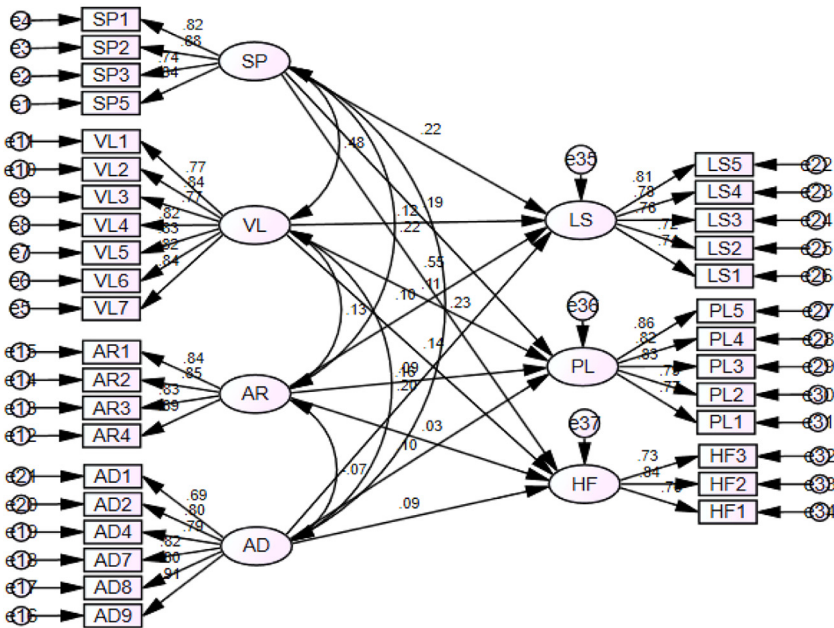 e4 SP1 .82
e3 SP2 .88
e2 SP3 .74
e1 SP5 .84
SP
e11 VL1 .77
e10 VL2 .84
e9 VL3 .77
e8 VL4 .82
e7 VL5 .83
e6 VL6 .82
e5 VL7 .84
VL
e15 AR1 .84
e14 AR2 .85
e13 AR3 .83
e12 AR4 .89
AR
e21 AD1 .69
e20 AD2 .80
e19 AD4 .79
e18 AD7 .82
e17 AD8 .80
e16 AD9 .91
AD
.48
.22
.12
.19
.22
.55
.10
.11
.23
.13
.14
.09
.20
.03
.10
-.07
.09
e35
LS
.81 LS5 e22
.78 LS4 e23
.76 LS3 e24
.72 LS2 e25
LS1 e26
e36
PL
.86 PL5 e27
.82 PL4 e28
.83 PL3 e29
PL2 e30
.77 PL1 e31
e37
HF
.73 HF3 e32
.84 HF2 e33
HF1 e34